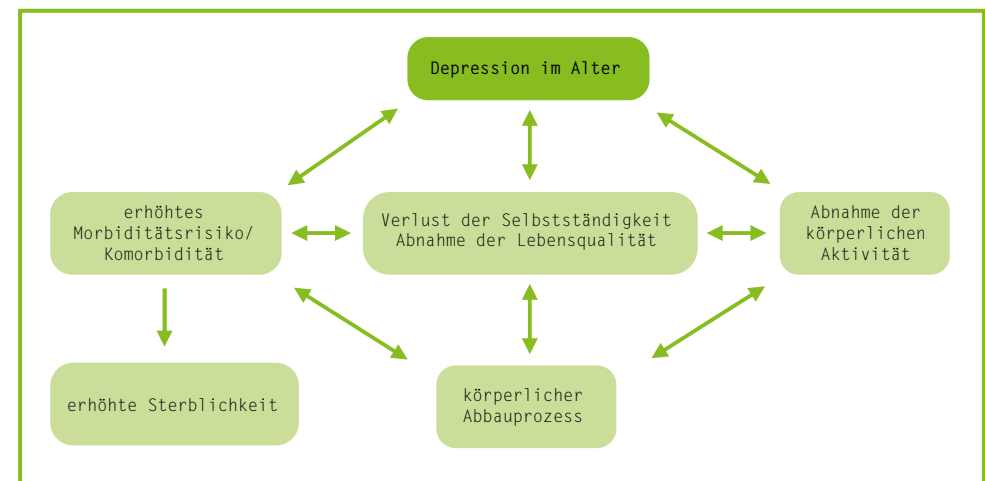 Depression im Alter
erhöhtes
Morbiditätsrisiko/
Komorbidität
Verlust der Selbstständigkeit
Abnahme der Lebensqualität
Abnahme der
körperlichen
Aktivität
erhöhte Sterblichkeit
körperlicher
Abbauprozess